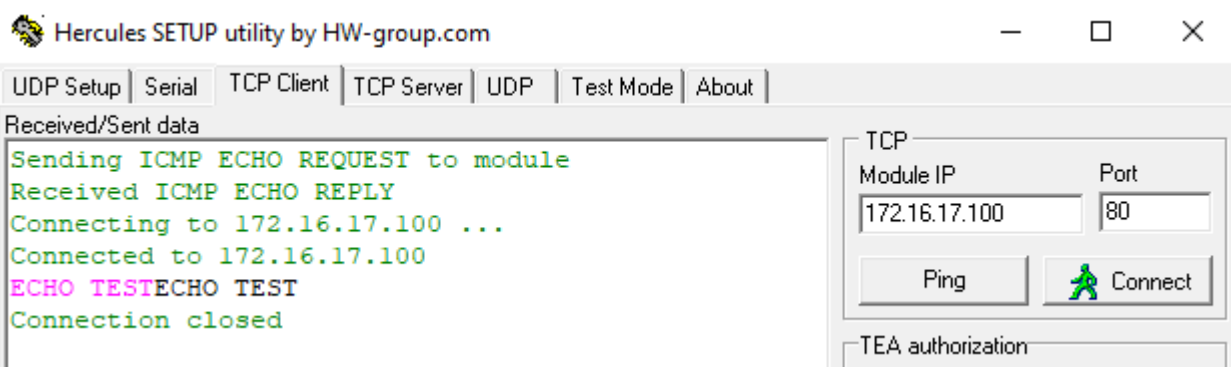 Hercules SETUP utility by HW-group.com
UDP Setup Serial TCP Client TCP Server UDP Test Mode About
Received/Sent data
Sending ICMP ECHO REQUEST to module
Received ICMP ECHO REPLY
Connecting to 172.16.17.100 ...
Connected to 172.16.17.100
ECHO TESTECHO TEST
Connection closed
TCP
Module IP Port
172.16.17.100 80
Ping Connect
TEA authorization